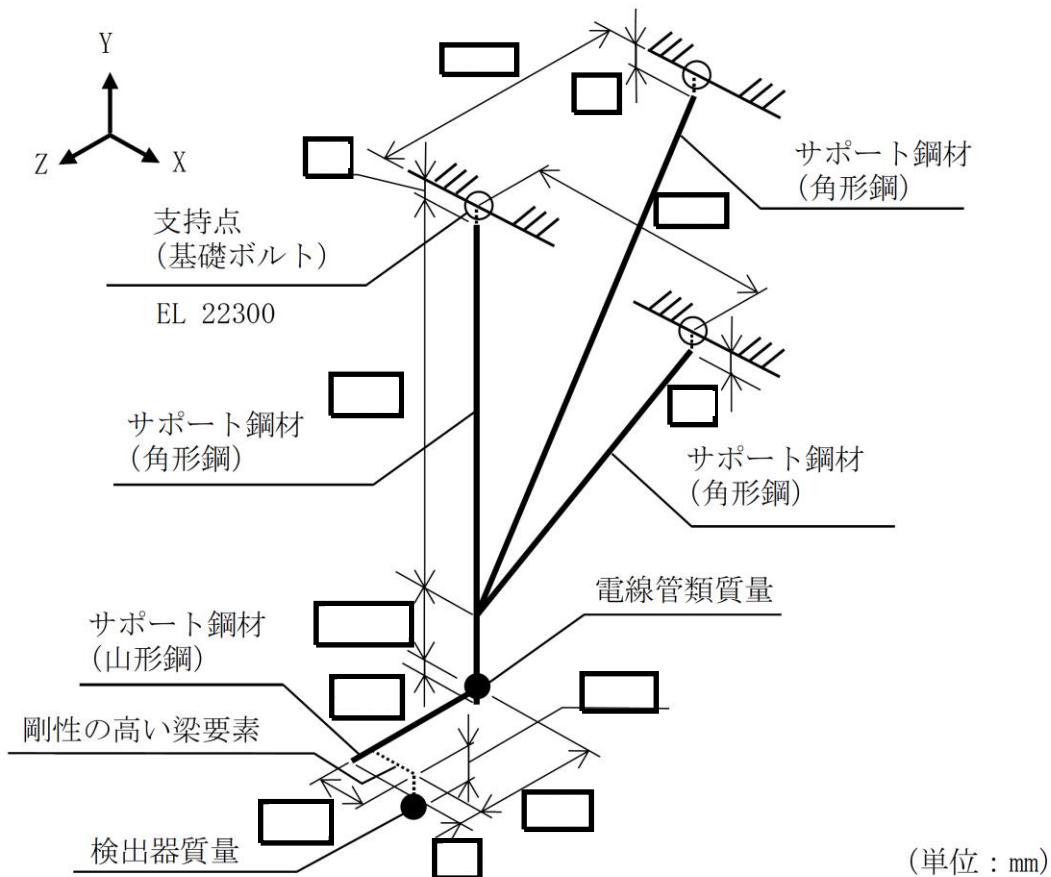 Y
Z
X
サポート鋼材
(角形鋼)
支持点
(基礎ボルト)
EL 22300
サポート鋼材
(角形鋼)
サポート鋼材
(角形鋼)
電線管類質量
サポート鋼材
(山形鋼)
剛性の高い梁要素
検出器質量
(単位:mm)